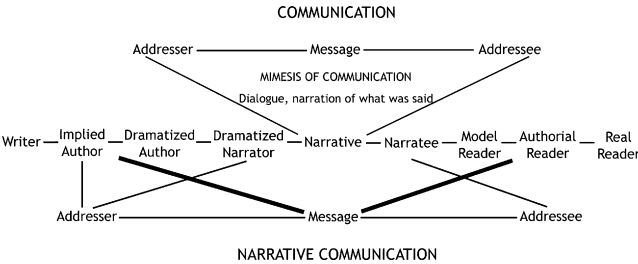 COMMUNICATION
Addresser Message Addressee
MIMESIS OF COMMUNICATION
Dialogue, narration of what was said
Writer Implied Author Dramatized Author Dramatized Narrator Narrative Narratee Model Reader Authorial Reader Real Reader
Addresser Message Addressee
NARRATIVE COMMUNICATION